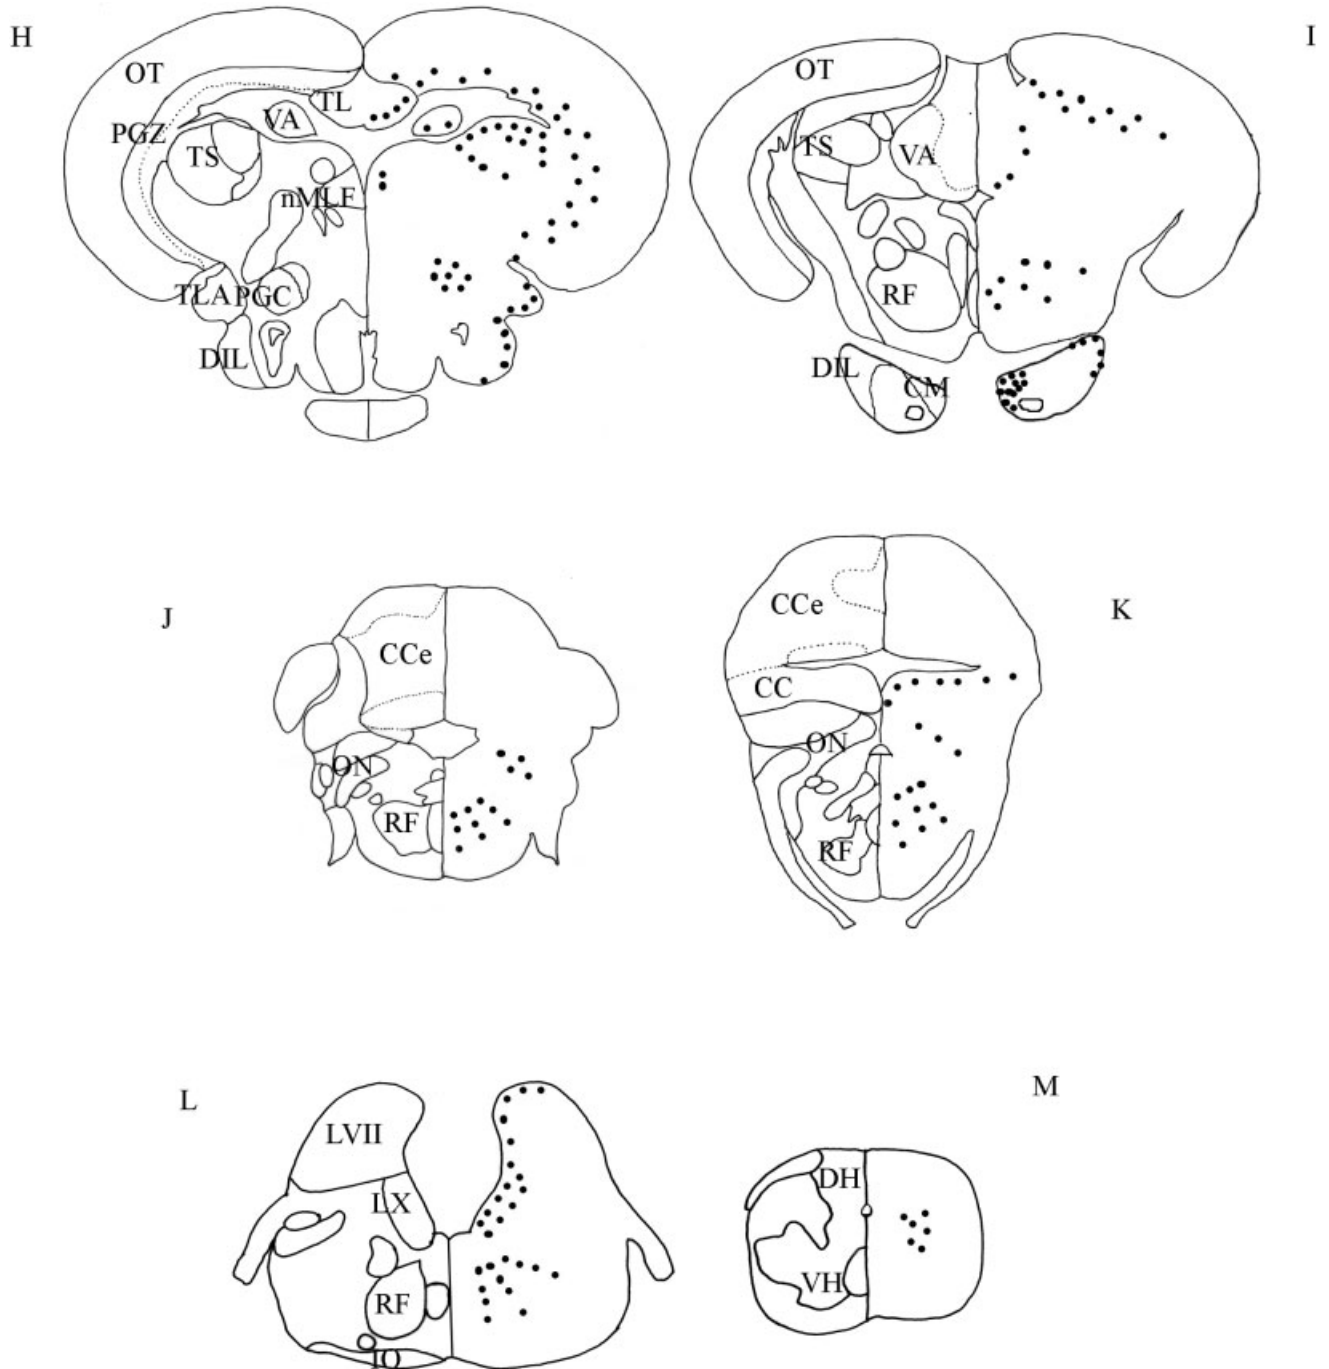 H
I
OT
OT
TL
VA
PGZ
TS
TS
VA
nMLF
TLA
PGC
RF
DIL
DIL
CM
J
K
CCe
CCe
CC
ON
ON
RF
RF
L
M
LVII
LX
DH
RF
VH
IO